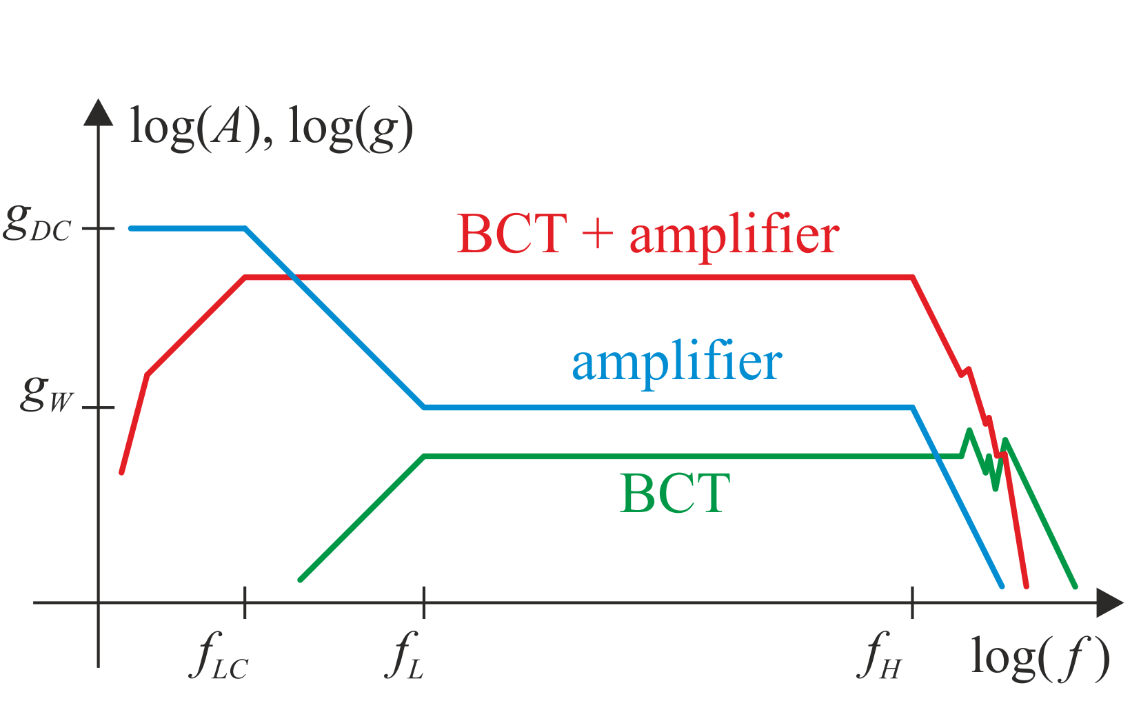 log(A), log(g)
g_DC
BCT + amplifier
amplifier
g_W
BCT
f_LC
f_L
f_H
log(f)